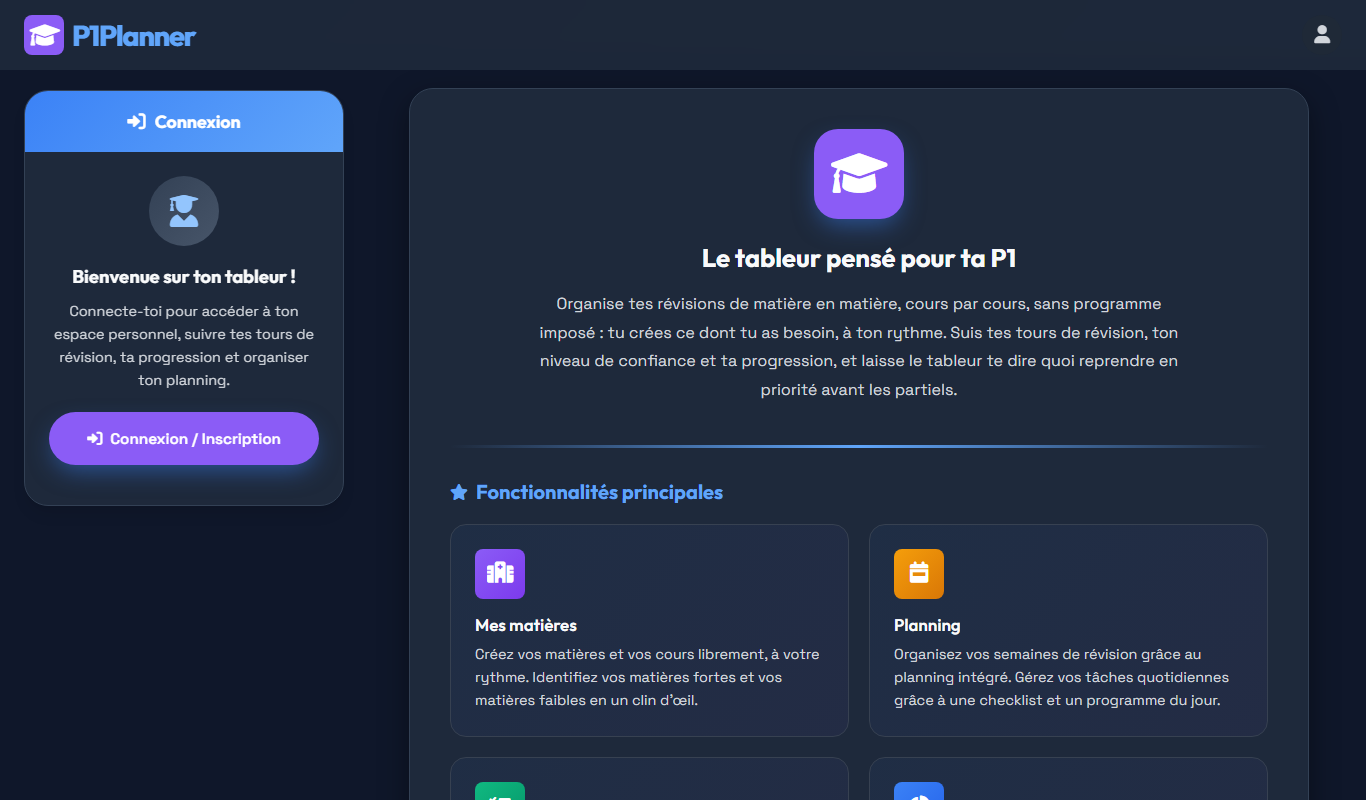 P1Planner
Connexion
Bienvenue sur ton tableur !
Connecte-toi pour accéder à ton
espace personnel, suivre tes tours de
révision, ta progression et organiser
ton planning.
Connexion / Inscription
Le tableur pensé pour ta P1
Organise tes révisions de matière en matière, cours par cours, sans programme
imposé : tu crées ce dont tu as besoin, à ton rythme. Suis tes tours de révision, ton
niveau de confiance et ta progression, et laisse le tableur te dire quoi reprendre en
priorité avant les partiels.
Fonctionnalités principales
Mes matières
Créez vos matières et vos cours librement, à votre
rythme. Identifiez vos matières fortes et vos
matières faibles en un clin d’œil.
Planning
Organisez vos semaines de révision grâce au
planning intégré. Gérez vos tâches quotidiennes
grâce à une checklist et un programme du jour.